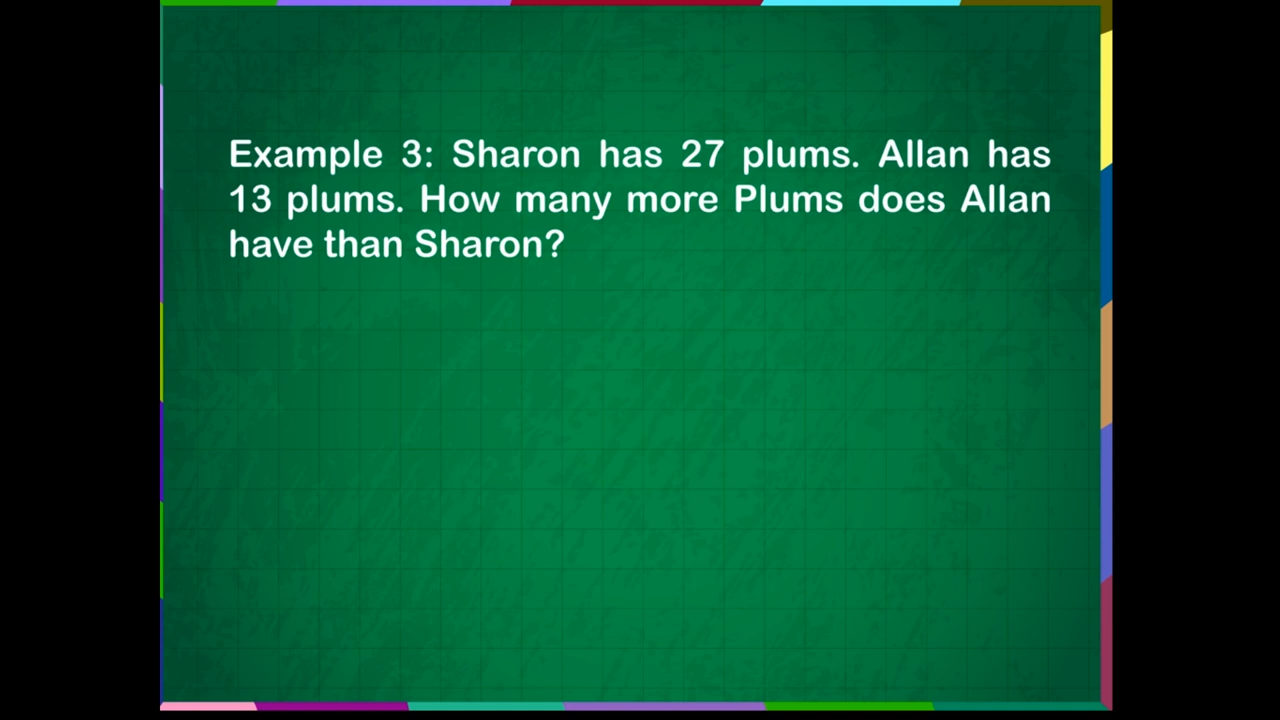 Example 3: Sharon has 27 plums. Allan has
13 plums. How many more Plums does Allan
have than Sharon?